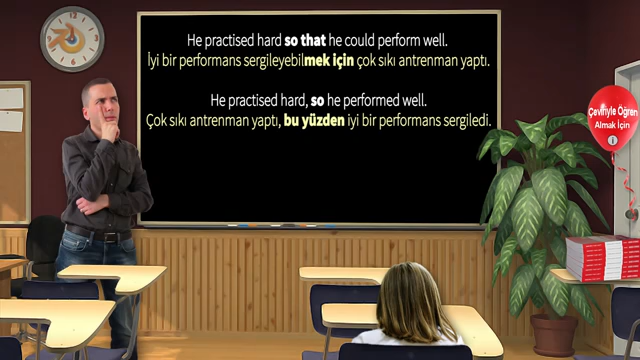 He practised hard so that he could perform well.
İyi bir performans sergileyebilmek için çok sıkı antrenman yaptı.
He practised hard, so he performed well.
Çok sıkı antrenman yaptı, bu yüzden iyi bir performans sergiledi.
Çeviriyle Öğren
Almak İçin
i